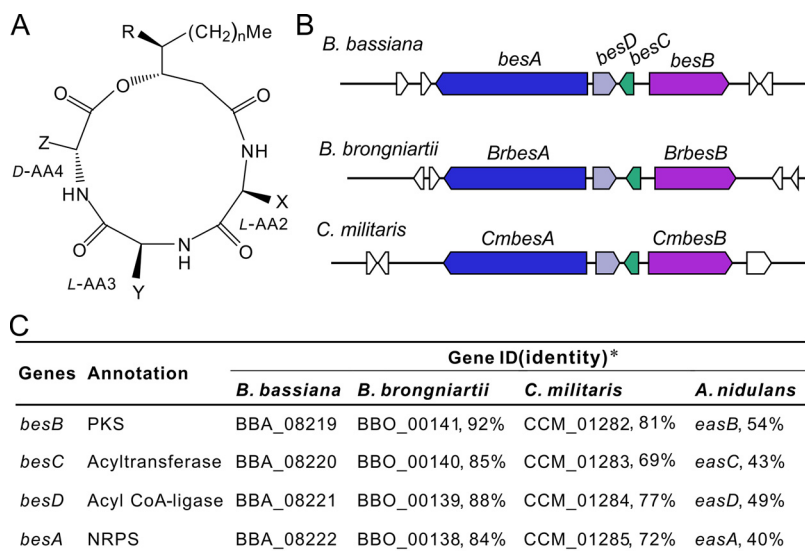 A
R
(CH₂)nMe
O
O
O
Z
NH
D-AA4
NH
X
L-AA2
O
N
H
O
L-AA3
Y
B
B. bassiana
besA
besD
besC
besB
B. brongniartii
BrbesA
BrbesB
C. militaris
CmbesA
CmbesB
C
Genes Annotation Gene ID(identity)*
B. bassiana B. brongniartii C. militaris A. nidulans
besB PKS BBA_08219 BBO_00141, 92% CCM_01282, 81% easB, 54%
besC Acyltransferase BBA_08220 BBO_00140, 85% CCM_01283, 69% easC, 43%
besD Acyl CoA-ligase BBA_08221 BBO_00139, 88% CCM_01284, 77% easD, 49%
besA NRPS BBA_08222 BBO_00138, 84% CCM_01285, 72% easA, 40%